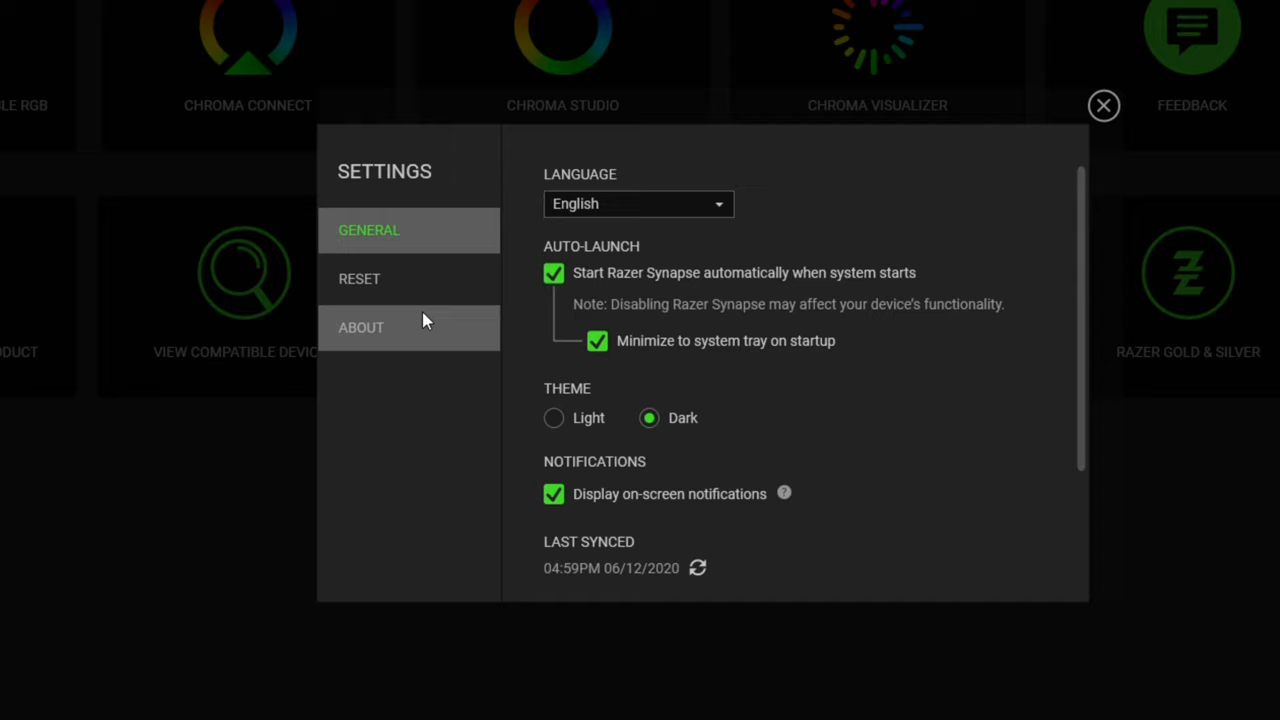 LE RGB
CHROMA CONNECT
CHROMA STUDIO
CHROMA VISUALIZER
FEEDBACK
SETTINGS
GENERAL
RESET
ABOUT
LANGUAGE
English
AUTO-LAUNCH
Start Razer Synapse automatically when system starts
Note: Disabling Razer Synapse may affect your device's functionality.
Minimize to system tray on startup
THEME
Light
Dark
NOTIFICATIONS
Display on-screen notifications ?
LAST SYNCED
04:59PM 06/12/2020
ODUCT
VIEW COMPATIBLE DEVIC
RAZER GOLD & SILVER